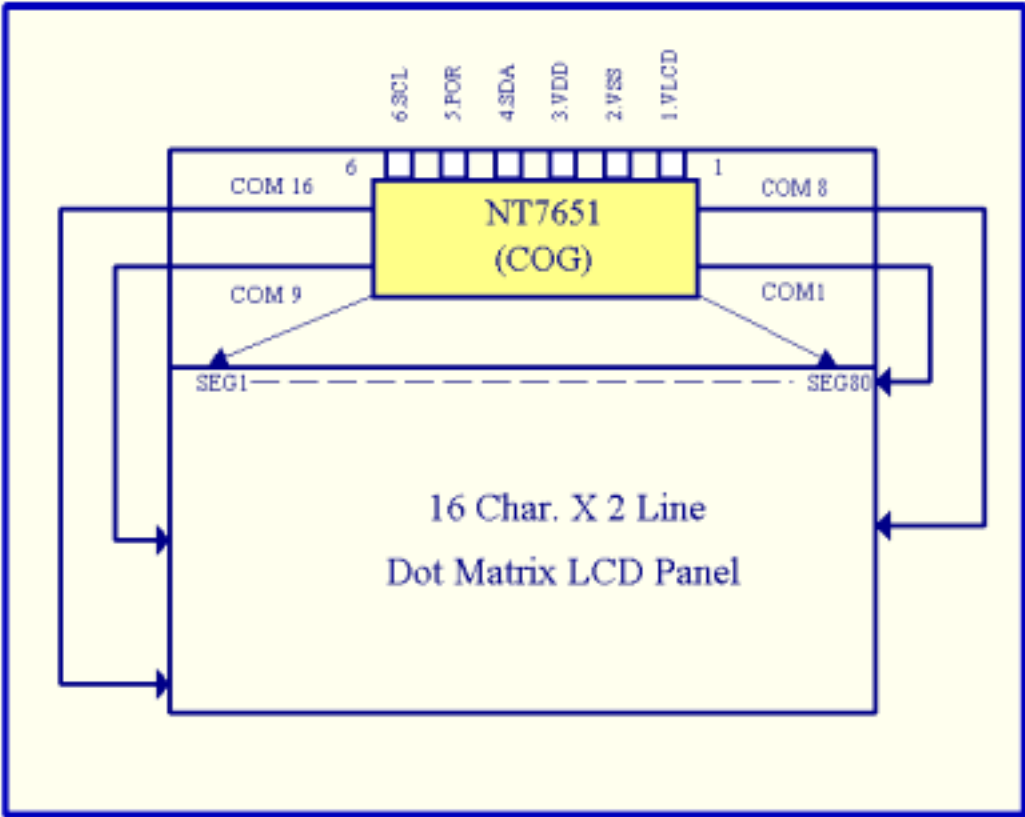 6.SCL
5.POR
4.SDA
3.VDD
2.VSS
1.VLCD
6
1
COM 16
COM 8
NT7651
(COG)
COM 9
COM1
SEG1
SEG80
16 Char. X 2 Line
Dot Matrix LCD Panel